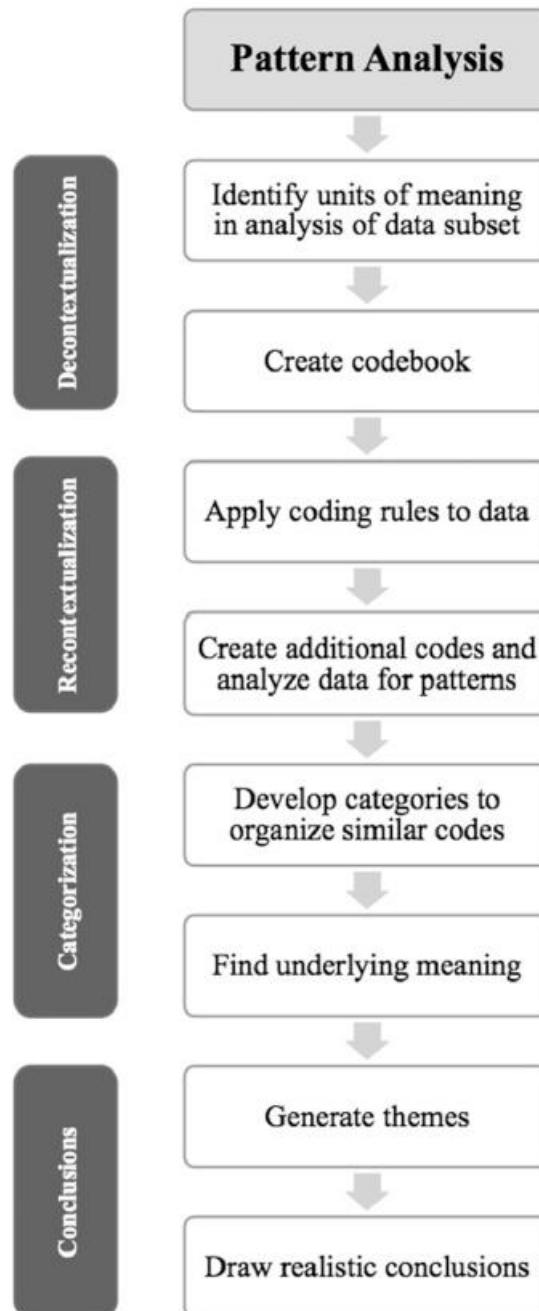 Pattern Analysis
Decontextualization
Identify units of meaning
in analysis of data subset
Create codebook
Recontextualization
Apply coding rules to data
Create additional codes and
analyze data for patterns
Categorization
Develop categories to
organize similar codes
Find underlying meaning
Conclusions
Generate themes
Draw realistic conclusions